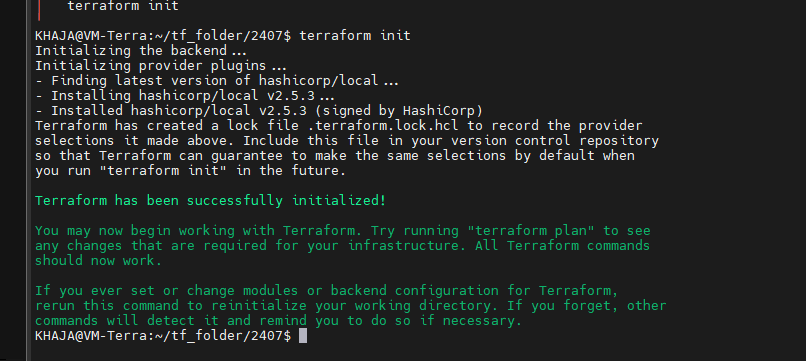 terraform init
KHAJA@VM-Terra:~/tf_folder/2407$ terraform init
Initializing the backend...
Initializing provider plugins...
- Finding latest version of hashicorp/local...
- Installing hashicorp/local v2.5.3...
- Installed hashicorp/local v2.5.3 (signed by HashiCorp)
Terraform has created a lock file .terraform.lock.hcl to record the provider
selections it made above. Include this file in your version control repository
so that Terraform can guarantee to make the same selections by default when
you run "terraform init" in the future.
Terraform has been successfully initialized!
You may now begin working with Terraform. Try running "terraform plan" to see
any changes that are required for your infrastructure. All Terraform commands
should now work.
If you ever set or change modules or backend configuration for Terraform,
rerun this command to reinitialize your working directory. If you forget, other
commands will detect it and remind you to do so if necessary.
KHAJA@VM-Terra:~/tf_folder/2407$